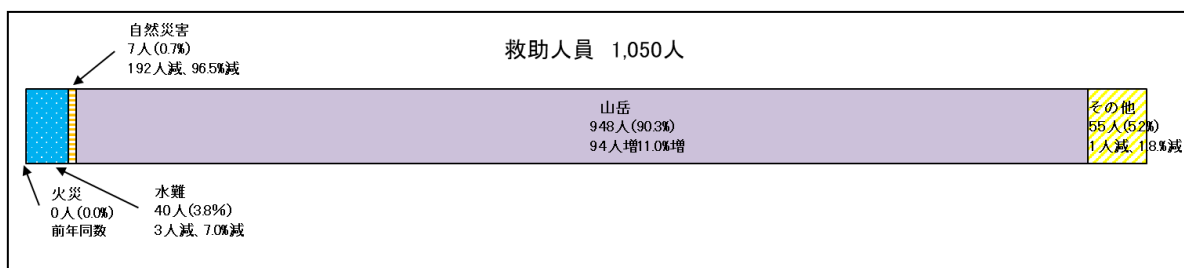 救助人員 1,050人
自然災害
7人(0.7%)
192人減、96.5%減
山岳
948人(90.3%)
94人増11.0%増
その他
55人(5.2%)
1人減、1.8%減
火災
0人(0.0%)
前年同数
水難
40人(3.8%)
3人減、7.0%減